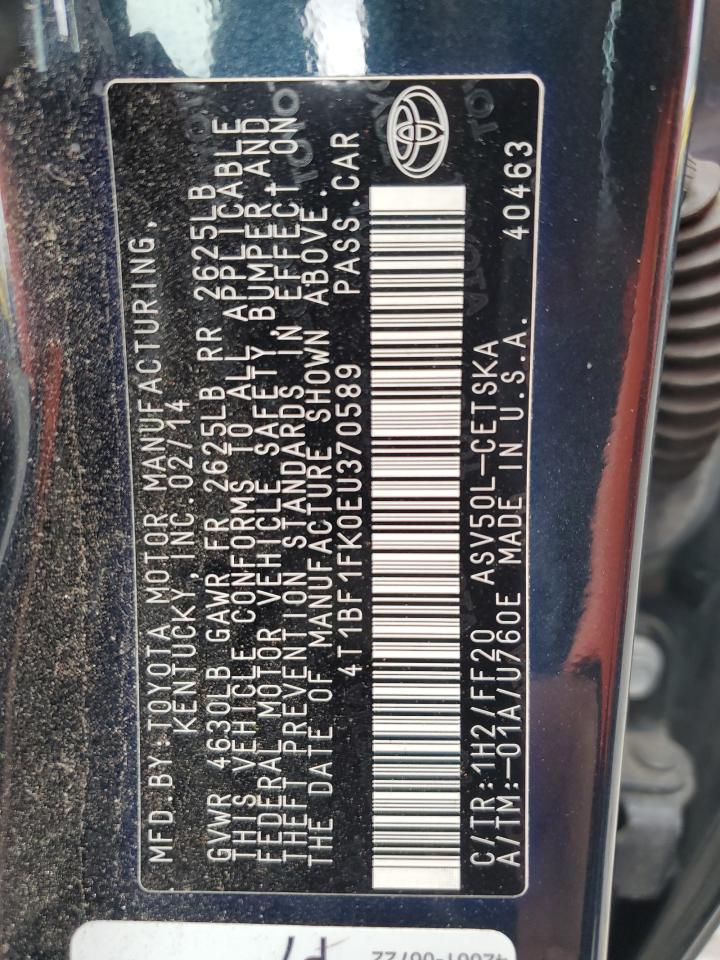 MFD.BY:TOYOTA MOTOR MANUFACTURING,
KENTUCKY, INC.02/14
GVWR 4630LB GAWR FR 2625LB RR 2625LB
THIS VEHICLE CONFORMS TO ALL APPLICABLE
FEDERAL MOTOR VEHICLE SAFETY, BUMPER, AND
THEFT PREVENTION STANDARDS IN EFFECT ON
THE DATE OF MANUFACTURE SHOWN ABOVE.
4T1BF1FK0EU370589 PASS.CAR
C/TR:1H2/FF20 ASV50L-CETSKA 40463
A/TM:-01A/U760E MADE IN U.S.A.